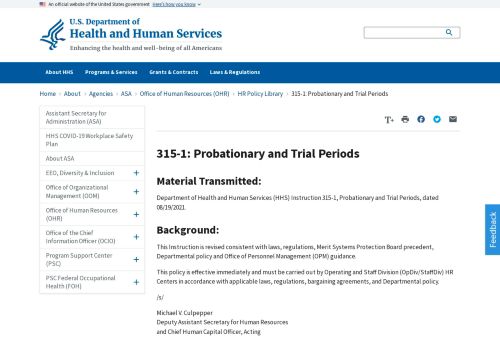 An official website of the United States government Here's how you know
U.S. Department of
Health and Human Services
Enhancing the health and well-being of all Americans
About HHS Programs & Services Grants & Contracts Laws & Regulations
Home › About › Agencies › ASA › Office of Human Resources (OHR) › HR Policy Library › 315-1: Probationary and Trial Periods
Assistant Secretary for
Administration (ASA)
HHS COVID-19 Workplace Safety
Plan
About ASA
EEO, Diversity & Inclusion +
Office of Organizational
Management (OOM) +
Office of Human Resources
(OHR) +
Office of the Chief
Information Officer (OCIO) +
Program Support Center
(PSC) +
PSC Federal Occupational
Health (FOH) +
T+
315-1: Probationary and Trial Periods
Material Transmitted:
Department of Health and Human Services (HHS) Instruction 315-1, Probationary and Trial Periods, dated
08/19/2021.
Background:
This Instruction is revised consistent with laws, regulations, Merit Systems Protection Board precedent,
Departmental policy and Office of Personnel Management (OPM) guidance.
This policy is effective immediately and must be carried out by Operating and Staff Division (OpDiv/StaffDiv) HR
Centers in accordance with applicable laws, regulations, bargaining agreements, and Departmental policy.
/s/
Michael V. Culpepper
Deputy Assistant Secretary for Human Resources
and Chief Human Capital Officer, Acting
Feedback